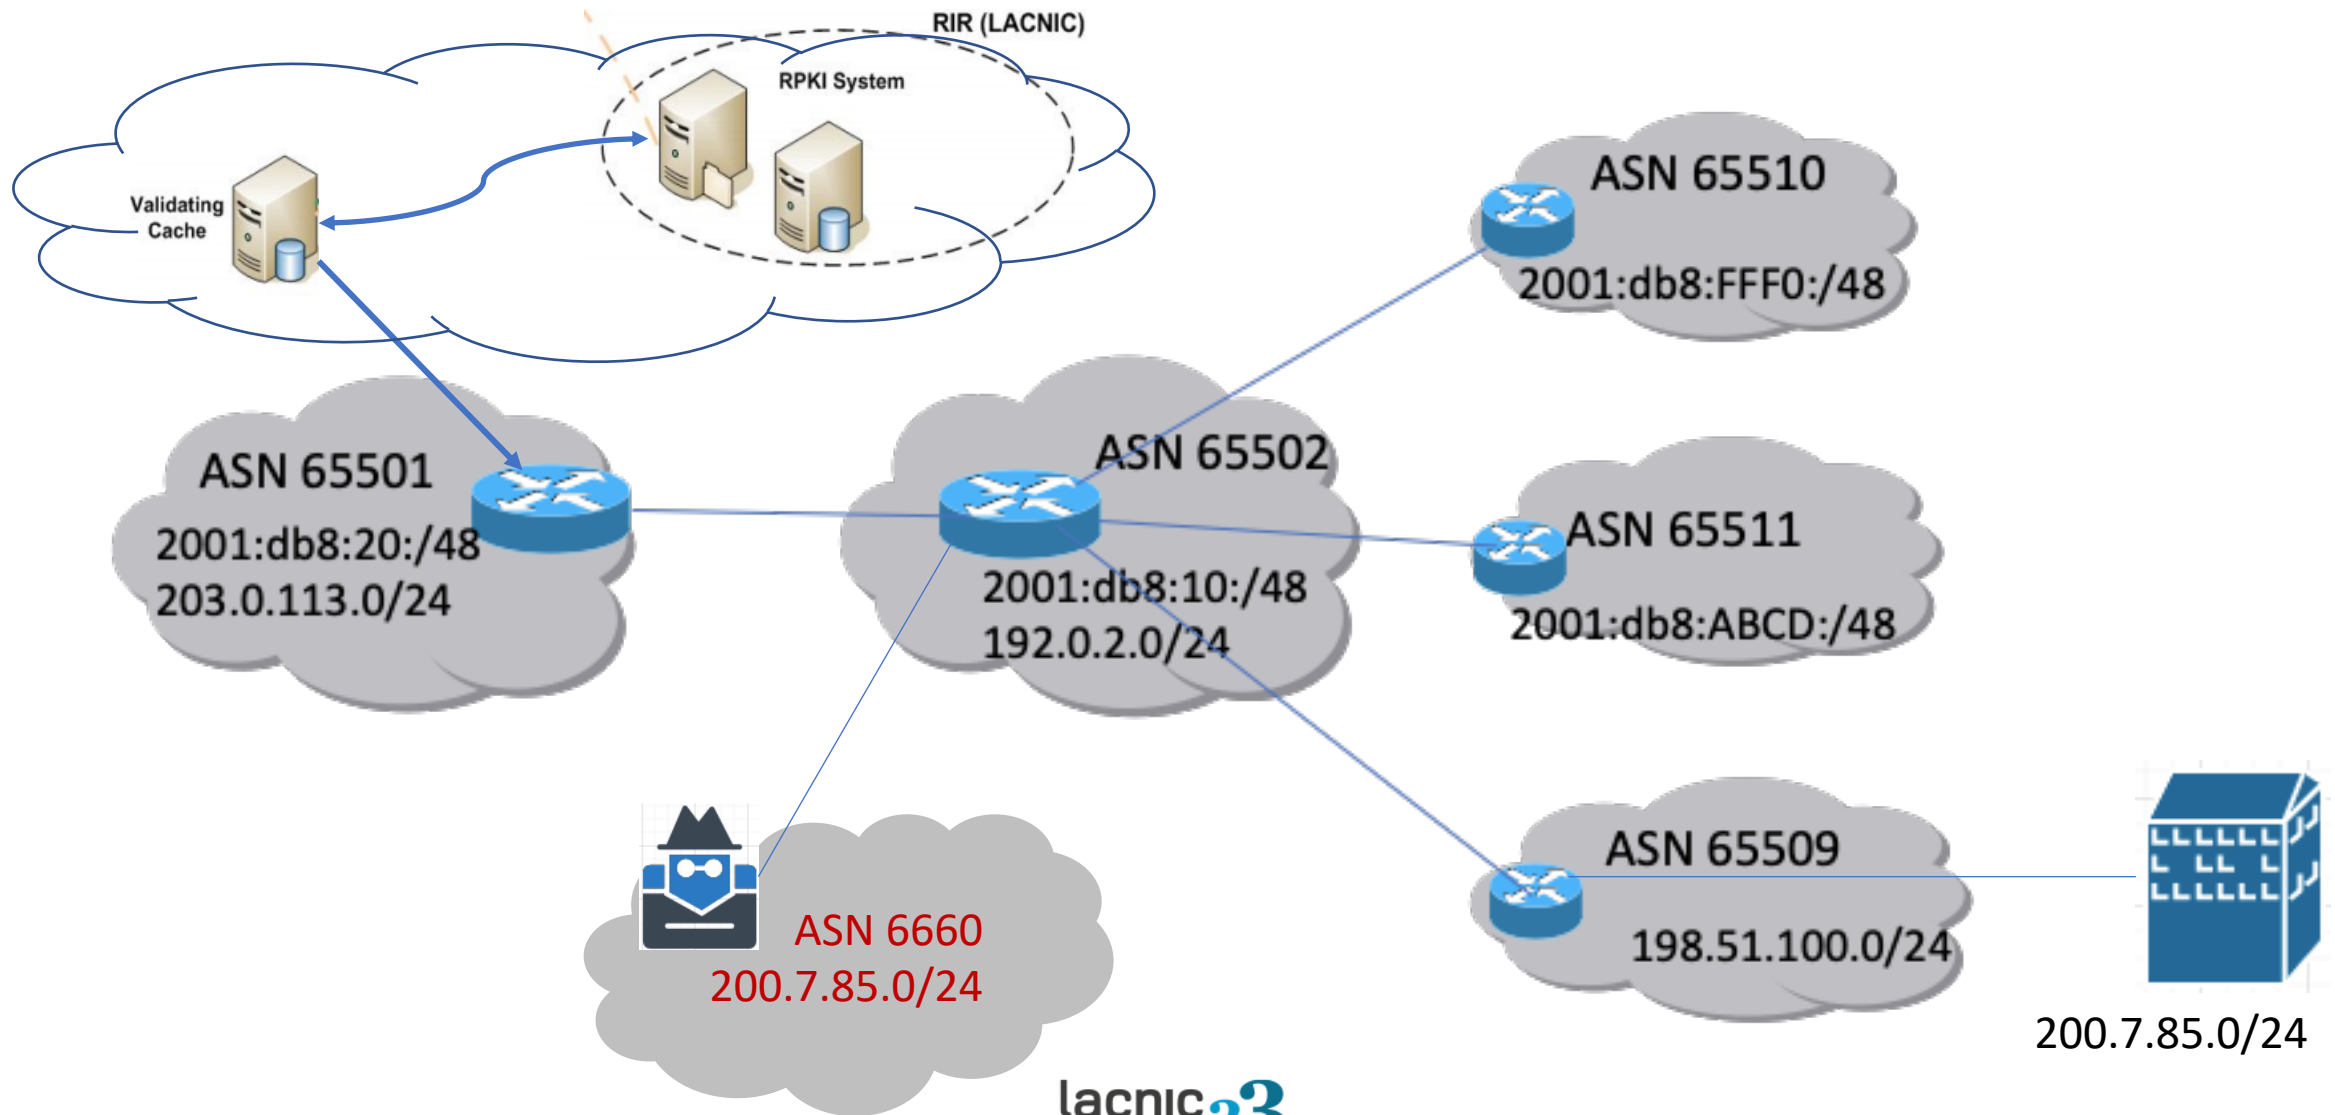 RIR (LACNIC)
RPKI System
Validating
Cache
ASN 65510
2001:db8:FFF0:/48
ASN 65501
2001:db8:20:/48
203.0.113.0/24
ASN 65502
2001:db8:10:/48
192.0.2.0/24
ASN 65511
2001:db8:ABCD:/48
ASN 6660
200.7.85.0/24
ASN 65509
198.51.100.0/24
200.7.85.0/24
lacnic 33